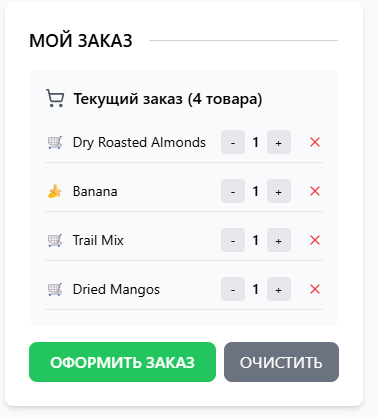 МОЙ ЗАКАЗ
Текущий заказ (4 товара)
Dry Roasted Almonds - 1 +
Banana - 1 +
Trail Mix - 1 +
Dried Mangos - 1 +
ОФОРМИТЬ ЗАКАЗ ОЧИСТИТЬ